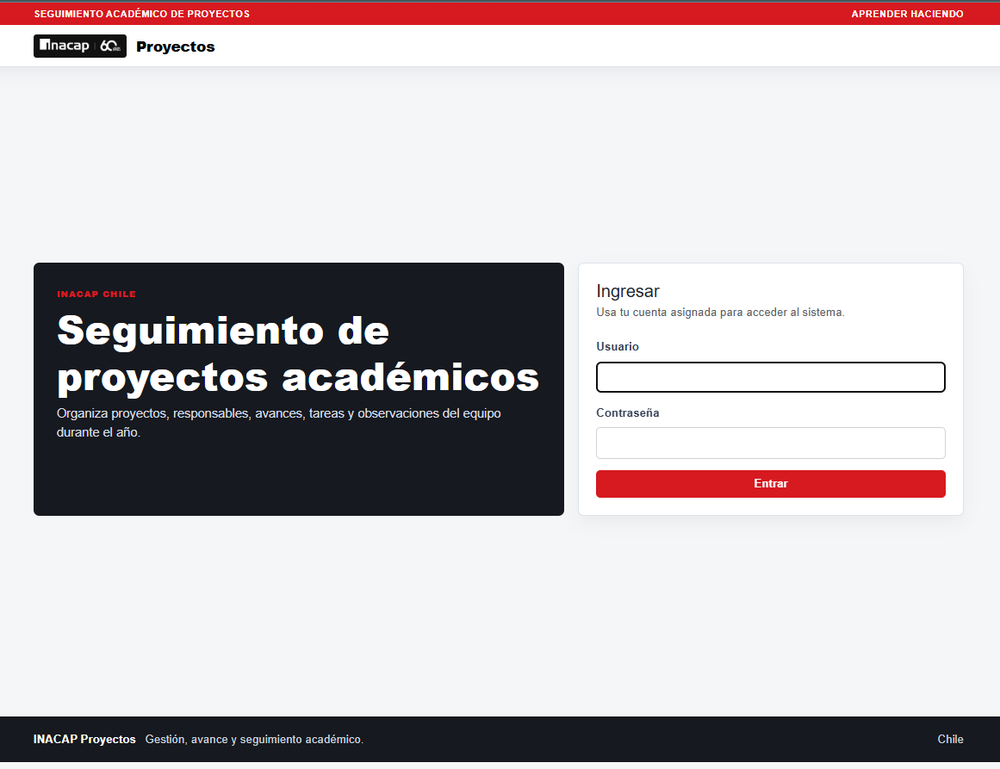 SEGUIMIENTO ACADÉMICO DE PROYECTOS
APRENDER HACIENDO
Inacap 60
Proyectos
INACAP CHILE
Seguimiento de
proyectos académicos
Organiza proyectos, responsables, avances, tareas y observaciones del equipo
durante el año.
Ingresar
Usa tu cuenta asignada para acceder al sistema.
Usuario
Contraseña
Entrar
INACAP Proyectos Gestión, avance y seguimiento académico.
Chile